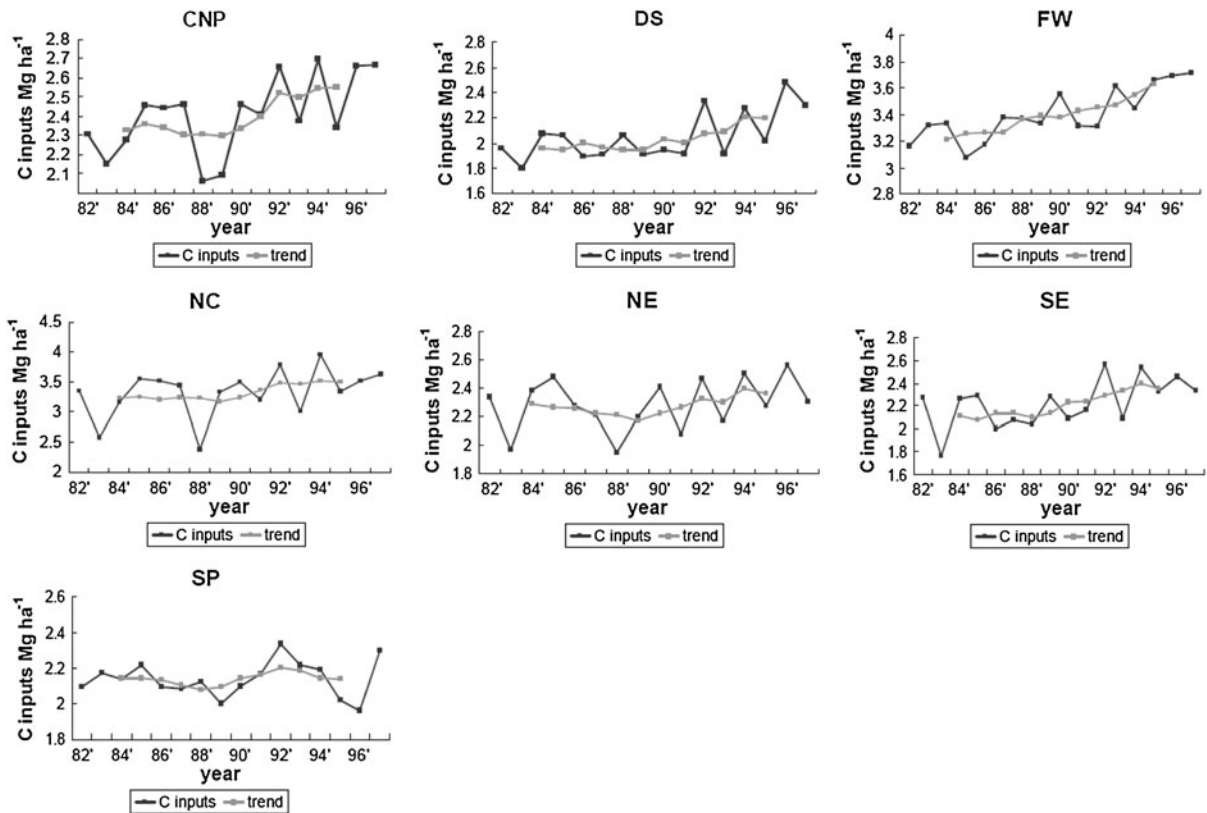 CNP
C inputs Mg ha-1
2.8
2.7
2.6
2.5
2.4
2.3
2.2
2.1
82' 84' 86' 88' 90' 92' 94' 96'
year
C inputs trend
DS
C inputs Mg ha-1
2.8
2.6
2.4
2.2
2
1.8
1.6
82' 84' 86' 88' 90' 92' 94' 96'
year
C inputs trend
FW
C inputs Mg ha-1
4
3.8
3.6
3.4
3.2
3
2.8
82' 84' 86' 88' 90' 92' 94' 96'
year
C inputs trend
NC
C inputs Mg ha-1
4.5
4
3.5
3
2.5
2
82' 84' 86' 88' 90' 92' 94' 96'
year
C inputs trend
NE
C inputs Mg ha-1
2.8
2.6
2.4
2.2
2
1.8
82' 84' 86' 88' 90' 92' 94' 96'
year
C inputs trend
SE
C inputs Mg ha-1
2.8
2.6
2.4
2.2
2
1.8
1.6
82' 84' 86' 88' 90' 92' 94' 96'
year
C inputs trend
SP
C inputs Mg ha-1
2.6
2.4
2.2
2
1.8
82' 84' 86' 88' 90' 92' 94' 96'
year
C inputs trend